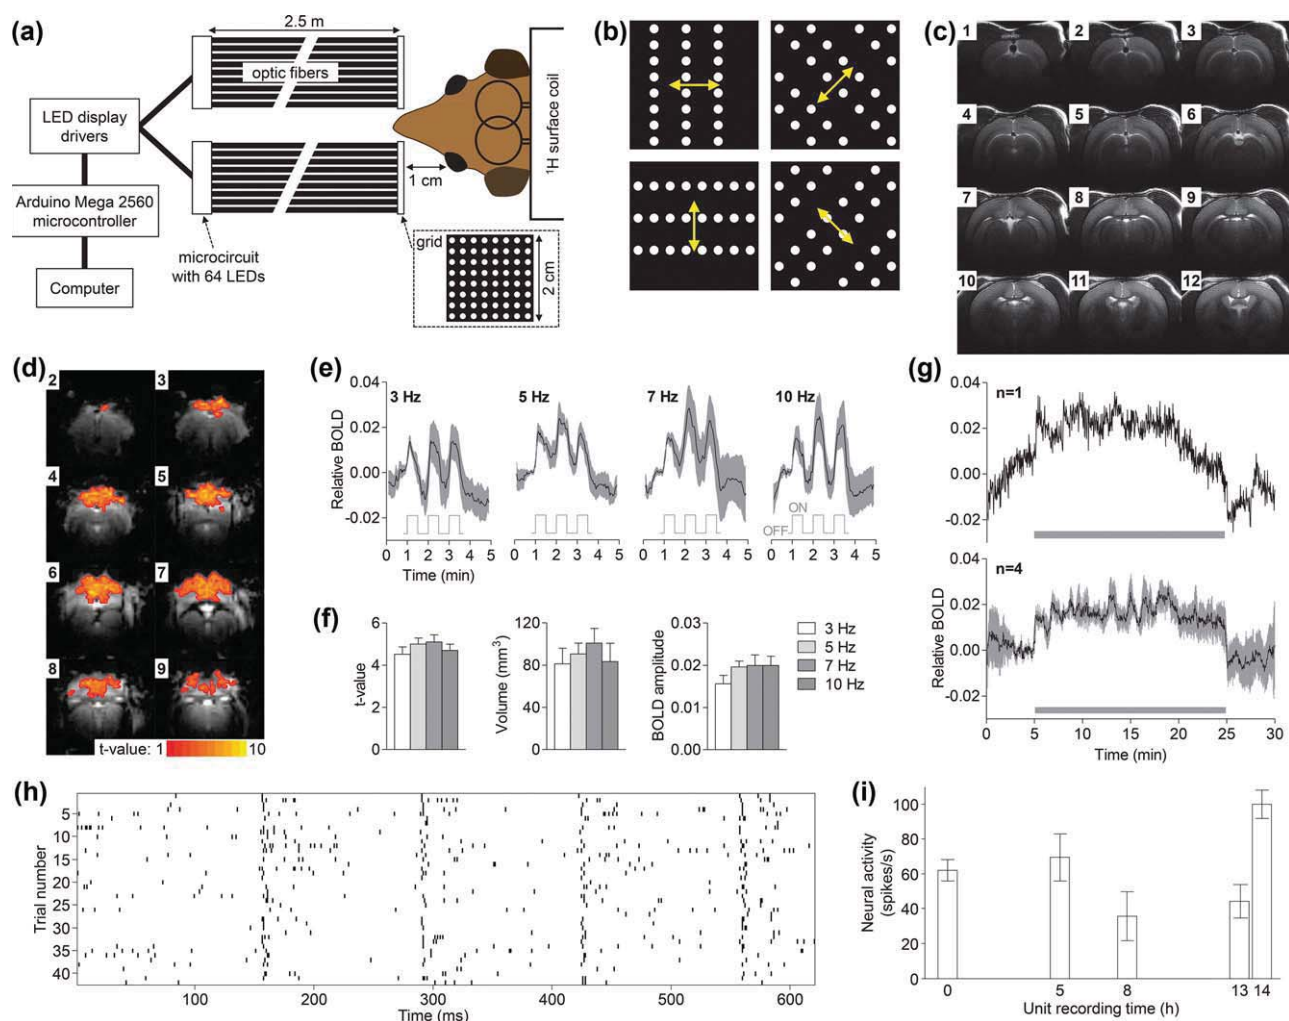 (a)
2.5 m
optic fibers
LED display
drivers
Arduino Mega 2560
microcontroller
Computer
microcircuit
with 64 LEDs
1 cm
¹H surface coil
grid
2 cm
(b)
(c)
1
2
3
4
5
6
7
8
9
10
11
12
(d)
2
3
4
5
6
7
8
9
t-value: 1
10
(e)
Relative BOLD
0.04
0.02
0.00
-0.02
3 Hz
5 Hz
7 Hz
10 Hz
ON
OFF
0 1 2 3 4 5
0 1 2 3 4 5
0 1 2 3 4 5
0 1 2 3 4 5
Time (min)
(f)
t-value
6
4
2
0
Volume (mm³)
120
80
40
0
BOLD amplitude
0.03
0.02
0.01
0.00
3 Hz
5 Hz
7 Hz
10 Hz
(g)
n=1
0.04
0.02
0.00
-0.02
n=4
0.04
0.02
0.00
-0.02
Relative BOLD
0 5 10 15 20 25 30
Time (min)
(h)
Trial number
5
10
15
20
25
30
35
40
100 200 300 400 500 600
Time (ms)
(i)
Neural activity
(spikes/s)
100
80
60
40
20
0
0 5 8 13 14
Unit recording time (h)